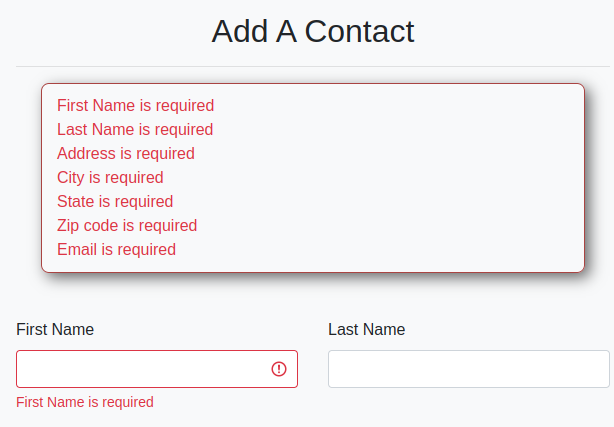 Add A Contact
First Name is required
Last Name is required
Address is required
City is required
State is required
Zip code is required
Email is required
First Name
Last Name
First Name is required